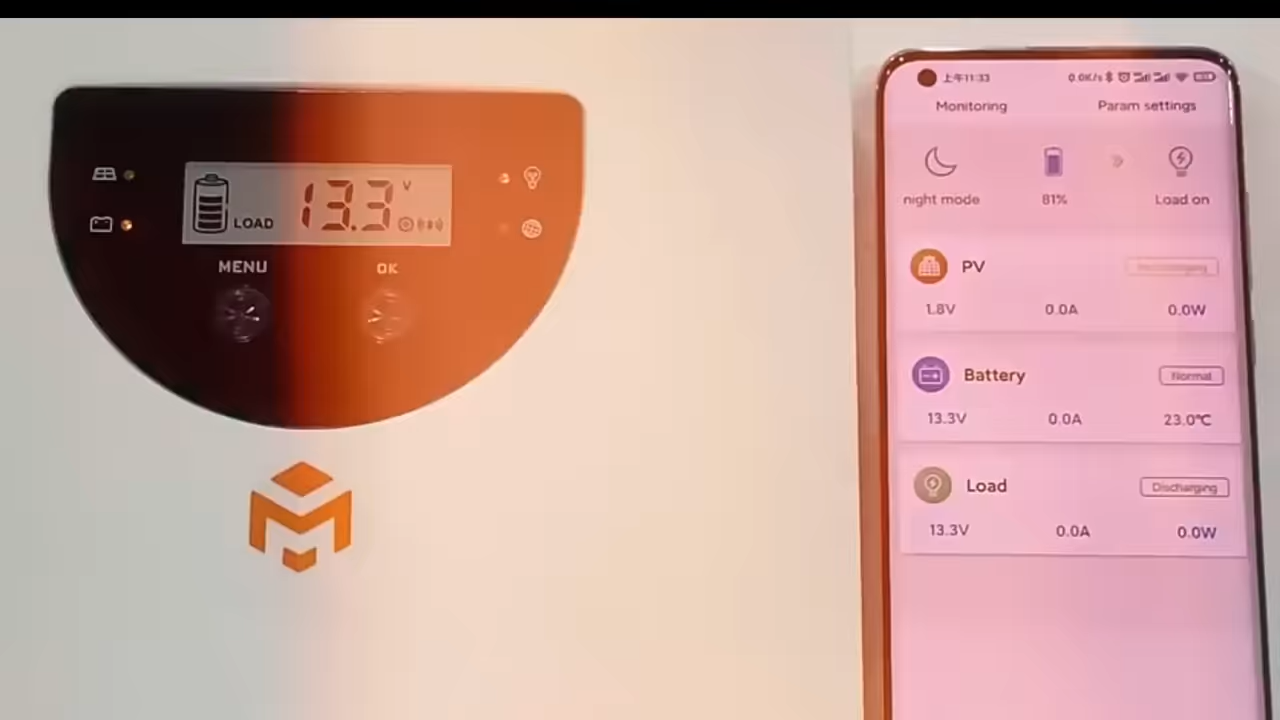 LOAD 13.3 V
MENU OK
上午11:33 0.0K/s
Monitoring Param settings
night mode 81% Load on
PV
1.8V 0.0A 0.0W
Battery Normal
13.3V 0.0A 23.0℃
Load Discharging
13.3V 0.0A 0.0W